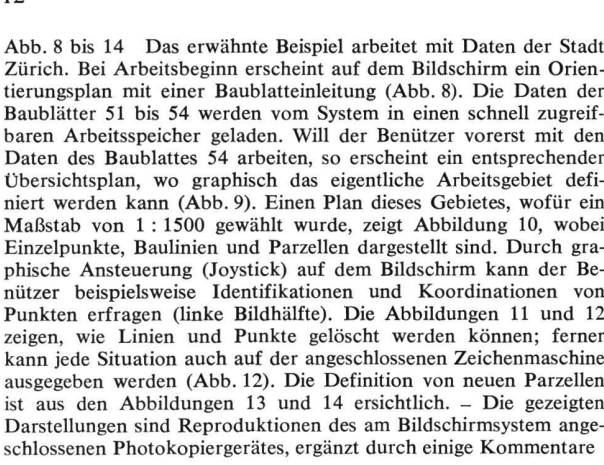 Abb. 8 bis 14 Das erwähnte Beispiel arbeitet mit Daten der Stadt
Zürich. Bei Arbeitsbeginn erscheint auf dem Bildschirm ein Orien-
tierungsplan mit einer Baublatteinleitung (Abb. 8). Die Daten der
Baublätter 51 bis 54 werden vom System in einen schnell zugreif-
baren Arbeitsspeicher geladen. Will der Benützer vorerst mit den
Daten des Baublattes 54 arbeiten, so erscheint ein entsprechender
Übersichtsplan, wo graphisch das eigentliche Arbeitsgebiet defi-
niert werden kann (Abb. 9). Einen Plan dieses Gebietes, wofür ein
Maßstab von 1 : 1500 gewählt wurde, zeigt Abbildung 10, wobei
Einzelpunkte, Baulinien und Parzellen dargestellt sind. Durch gra-
phische Ansteuerung (Joystick) auf dem Bildschirm kann der Be-
nützer beispielsweise Identifikationen und Koordinationen von
Punkten erfragen (linke Bildhälfte). Die Abbildungen 11 und 12
zeigen, wie Linien und Punkte gelöscht werden können; ferner
kann jede Situation auch auf der angeschlossenen Zeichenmaschine
ausgegeben werden (Abb. 12). Die Definition von neuen Parzellen
ist aus den Abbildungen 13 und 14 ersichtlich. – Die gezeigten
Darstellungen sind Reproduktionen des am Bildschirmsystem ange-
schlossenen Photokopiergerätes, ergänzt durch einige Kommentare